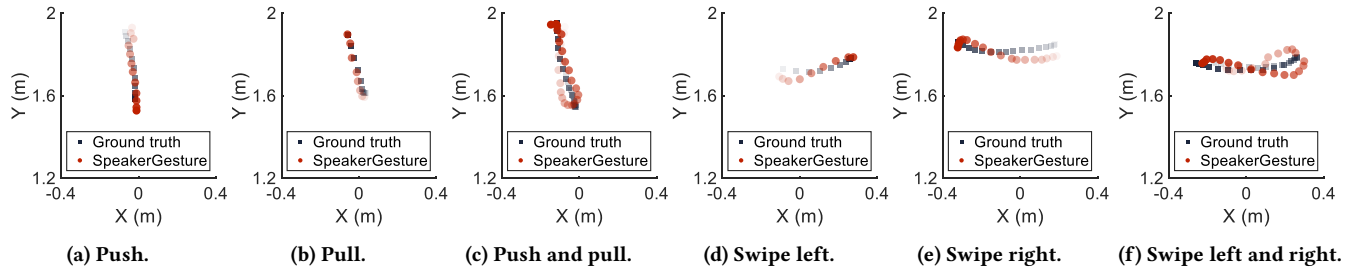 2
1.6
1.2
Y (m)
-0.4
0
0.4
X (m)
Ground truth
SpeakerGesture
(a) Push.
2
1.6
1.2
Y (m)
-0.4
0
0.4
X (m)
Ground truth
SpeakerGesture
(b) Pull.
2
1.6
1.2
Y (m)
-0.4
0
0.4
X (m)
Ground truth
SpeakerGesture
(c) Push and pull.
2
1.6
1.2
Y (m)
-0.4
0
0.4
X (m)
Ground truth
SpeakerGesture
(d) Swipe left.
2
1.6
1.2
Y (m)
-0.4
0
0.4
X (m)
Ground truth
SpeakerGesture
(e) Swipe right.
2
1.6
1.2
Y (m)
-0.4
0
0.4
X (m)
Ground truth
SpeakerGesture
(f) Swipe left and right.